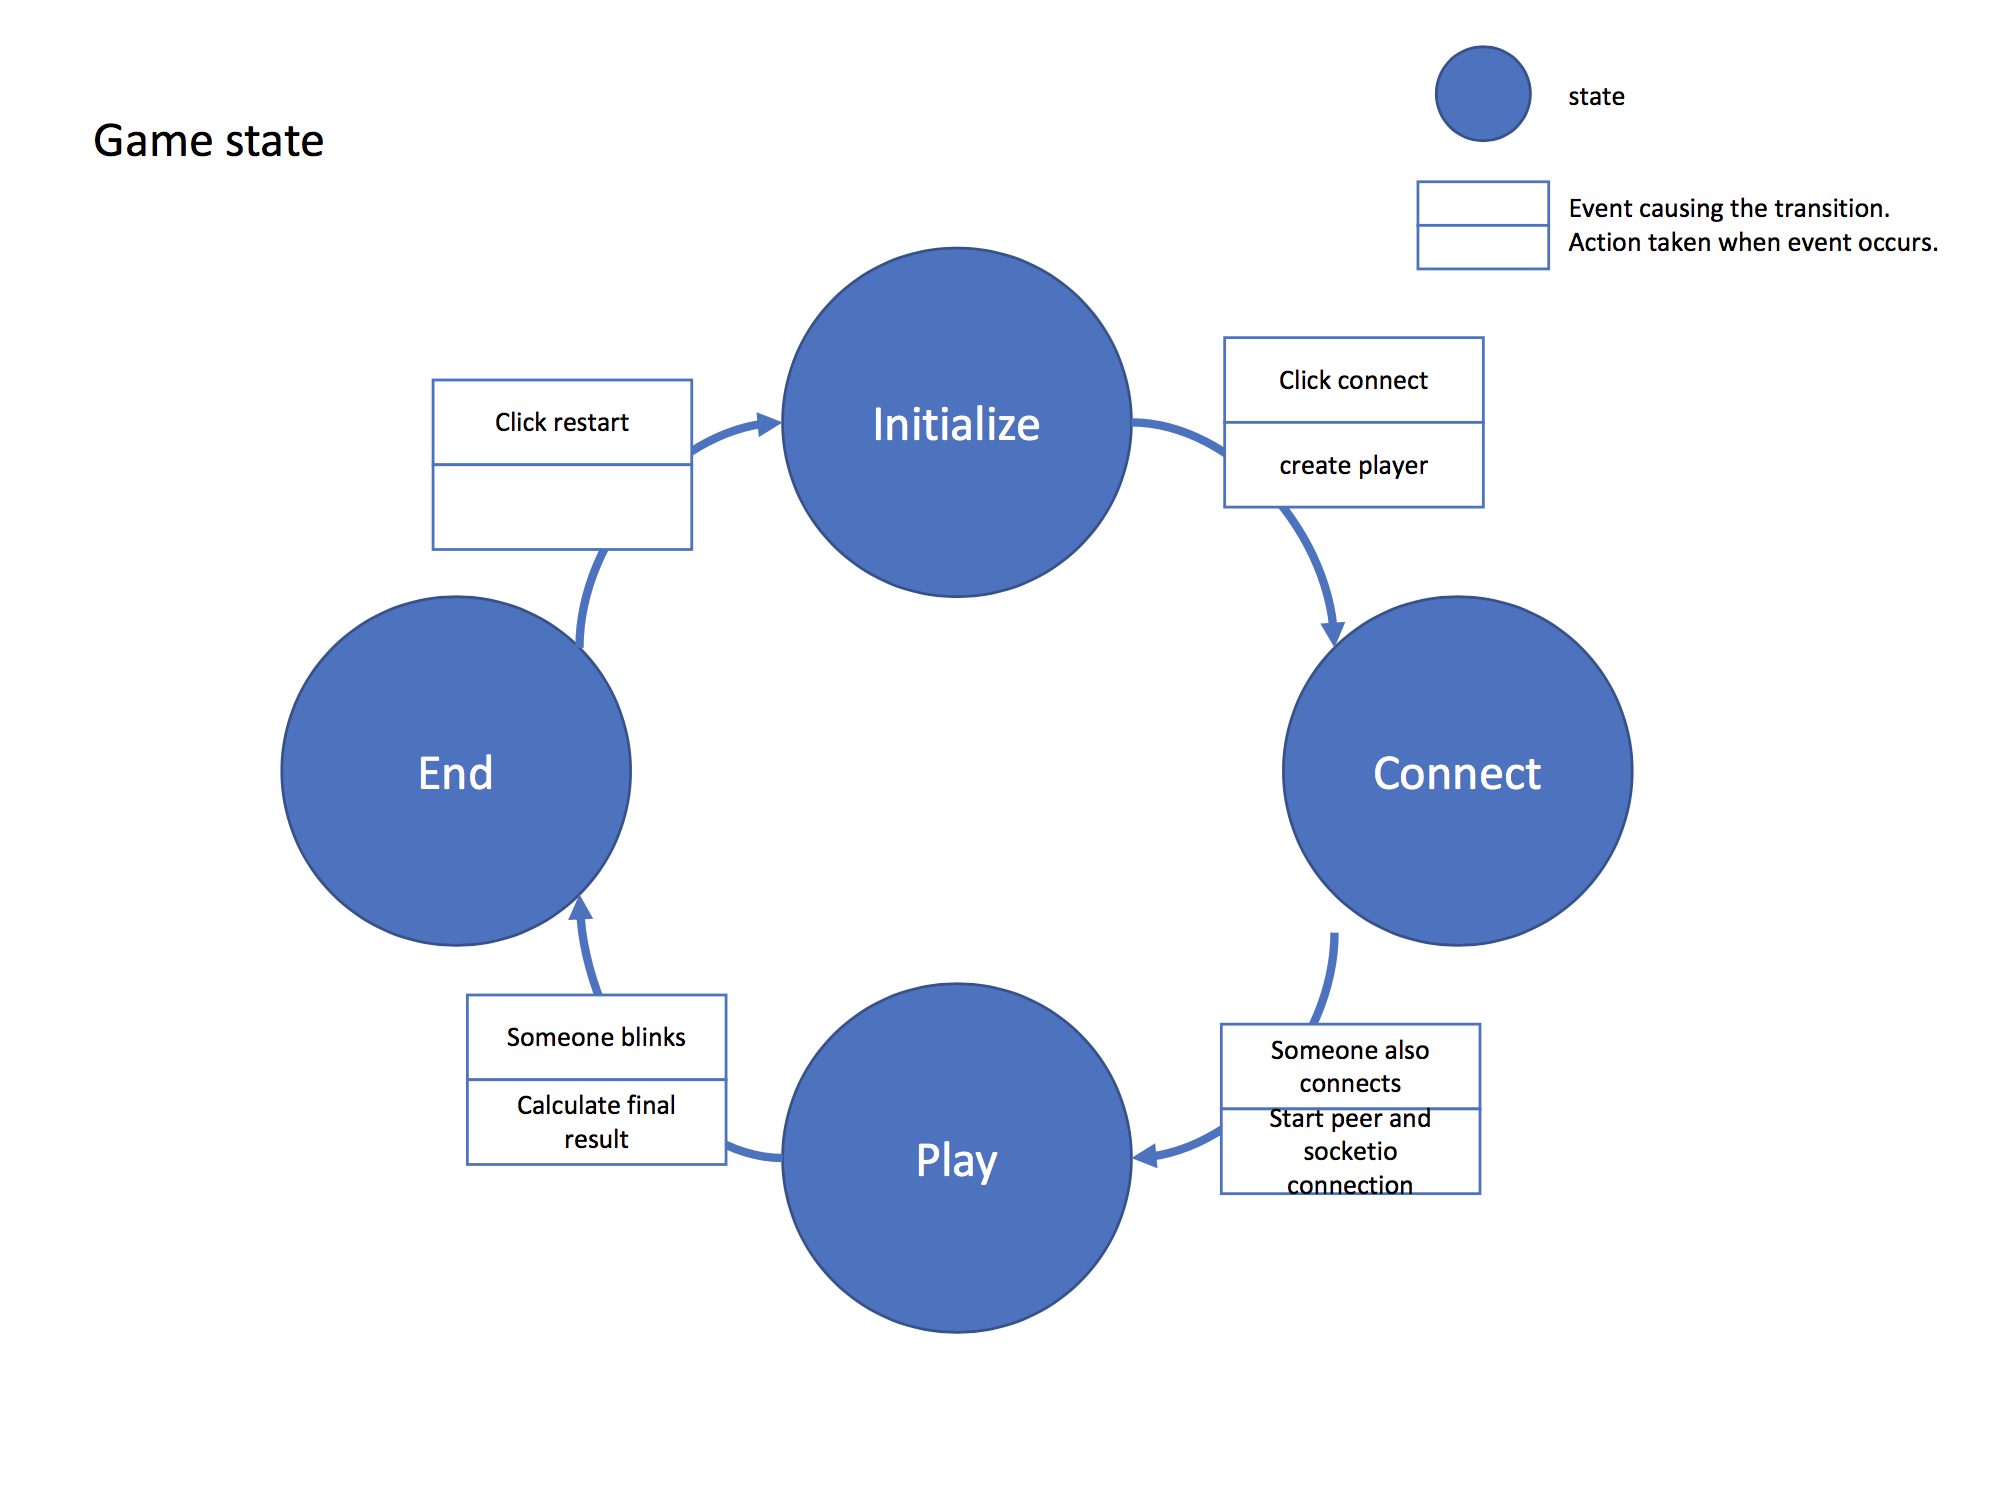 Game state
state
Event causing the transition.
Action taken when event occurs.
Initialize
Click connect
create player
Connect
Someone also
connects
Start peer and
socketio
connection
Play
Someone blinks
Calculate final
result
End
Click restart